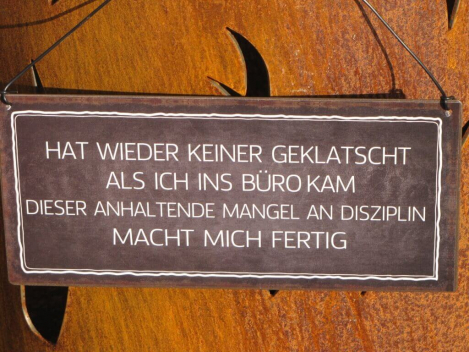 HAT WIEDER KEINER GEKLATSCHT
ALS ICH INS BÜRO KAM
DIESER ANHALTENDE MANGEL AN DISZIPLIN
MACHT MICH FERTIG